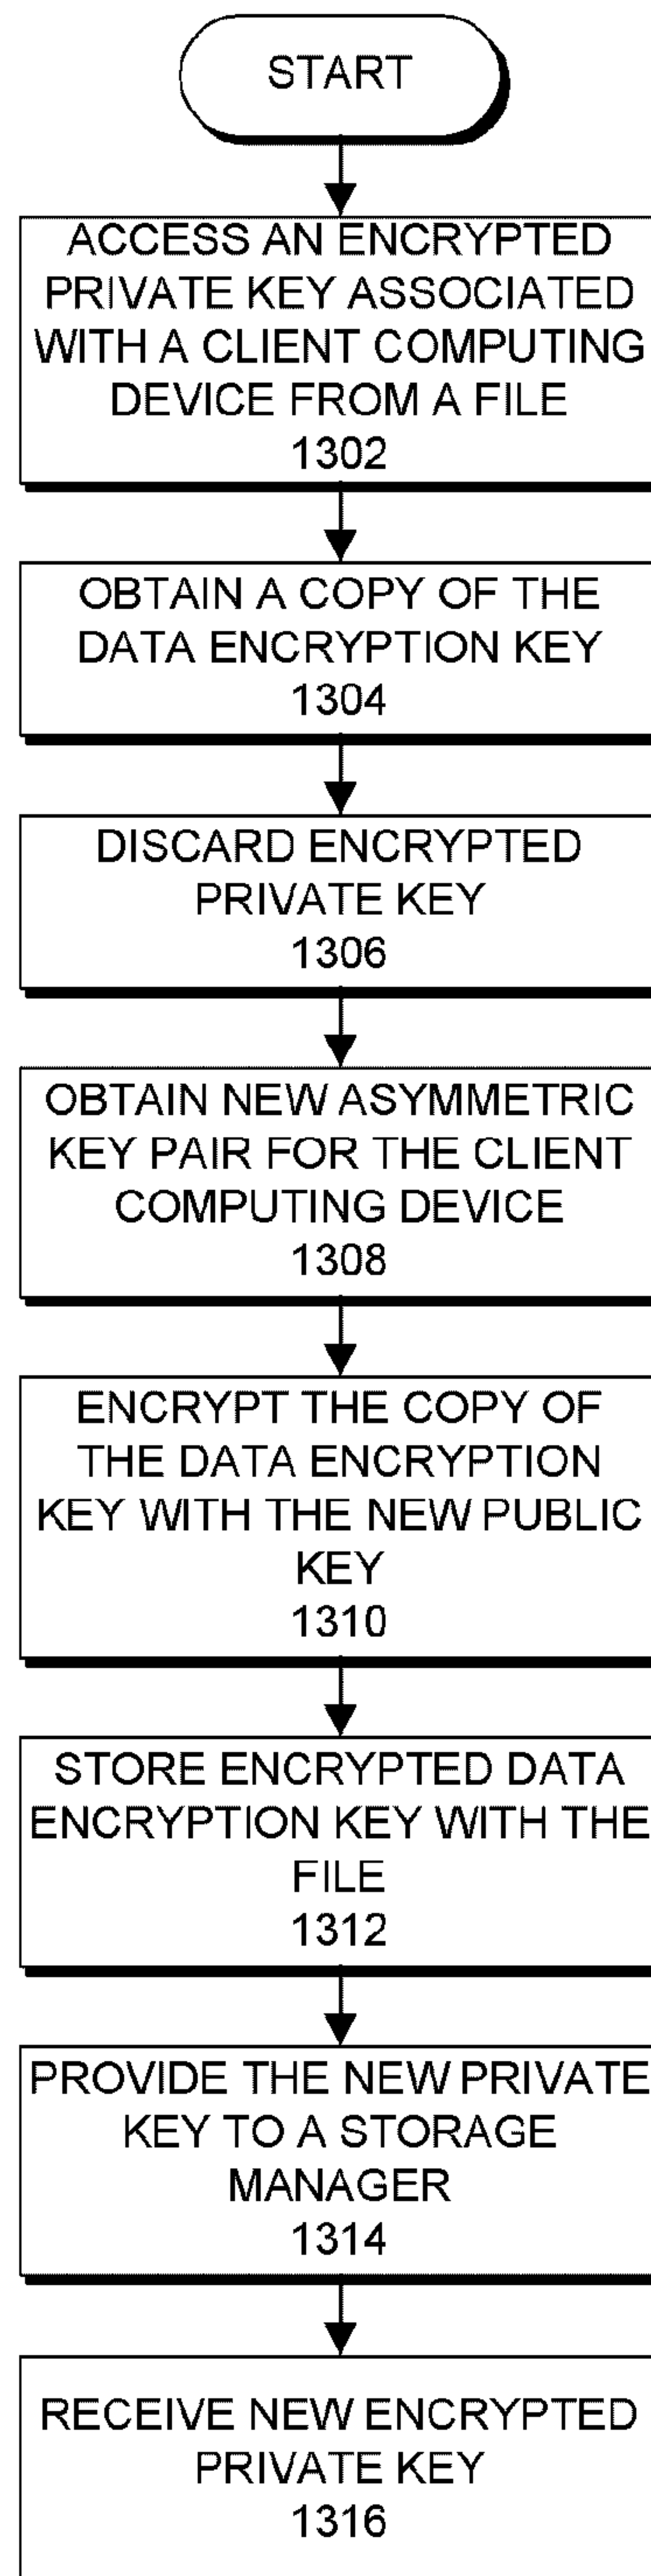 START
ACCESS AN ENCRYPTED
PRIVATE KEY ASSOCIATED
WITH A CLIENT COMPUTING
DEVICE FROM A FILE
1302
OBTAIN A COPY OF THE
DATA ENCRYPTION KEY
1304
DISCARD ENCRYPTED
PRIVATE KEY
1306
OBTAIN NEW ASYMMETRIC
KEY PAIR FOR THE CLIENT
COMPUTING DEVICE
1308
ENCRYPT THE COPY OF
THE DATA ENCRYPTION
KEY WITH THE NEW PUBLIC
KEY
1310
STORE ENCRYPTED DATA
ENCRYPTION KEY WITH THE
FILE
1312
PROVIDE THE NEW PRIVATE
KEY TO A STORAGE
MANAGER
1314
RECEIVE NEW ENCRYPTED
PRIVATE KEY
1316